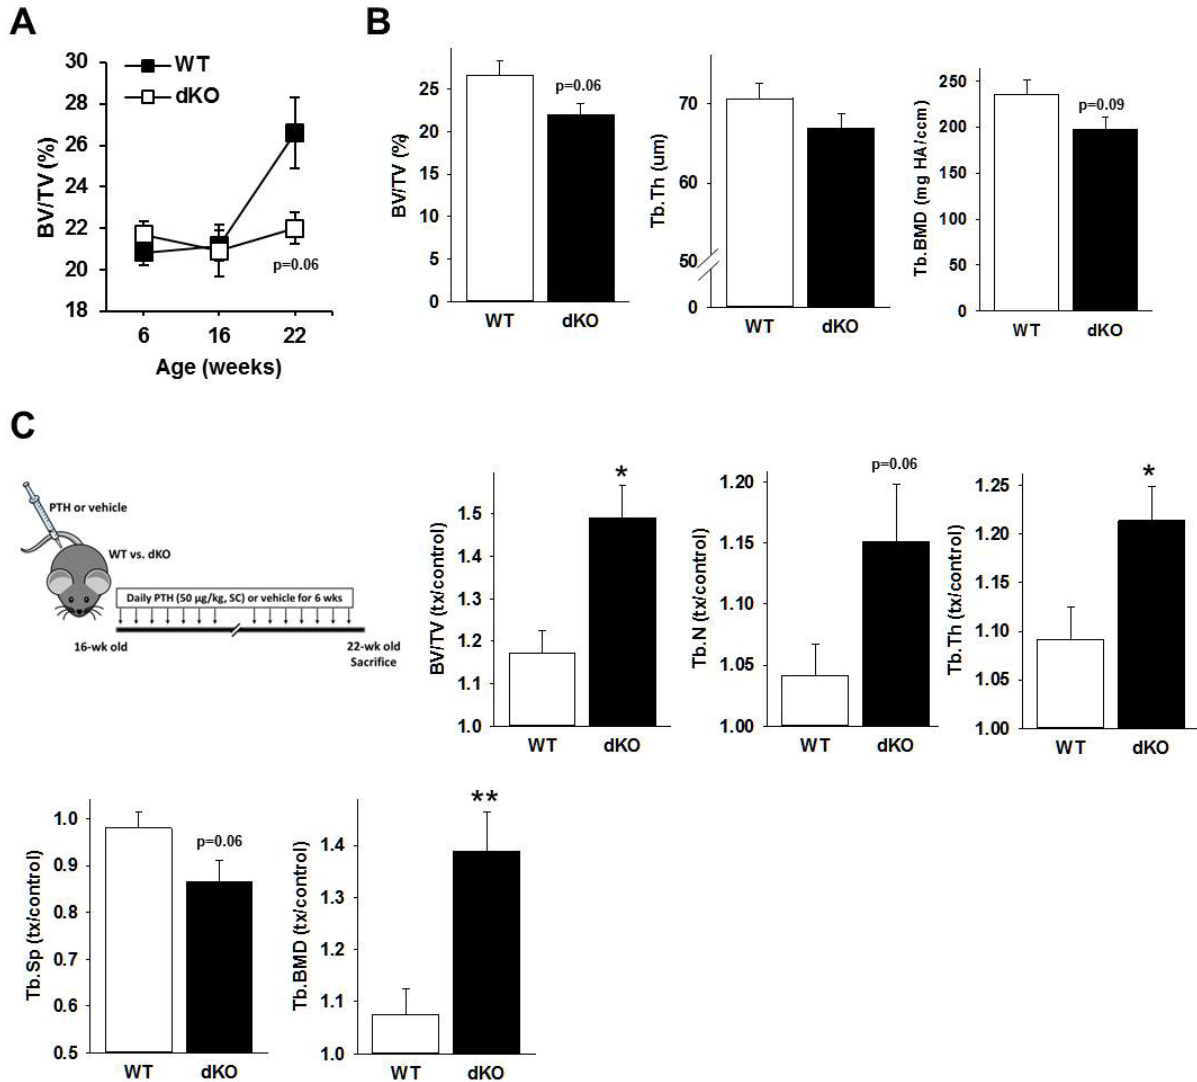 A
30
28
26
24
22
20
18
BV/TV (%)
WT
dKO
p=0.06
6
16
22
Age (weeks)
B
25
20
15
10
5
0
BV/TV (%)
p=0.06
WT
dKO
70
60
50
0
Tb.Th (um)
WT
dKO
250
200
150
100
50
0
Tb.BMD (mg HA/ccm)
p=0.09
WT
dKO
C
PTH or vehicle
WT vs. dKO
Daily PTH (50 µg/kg, SC) or vehicle for 6 wks
16-wk old
22-wk old
Sacrifice
1.5
1.4
1.3
1.2
1.1
1.0
BV/TV (tx/control)
*
WT
dKO
1.20
1.15
1.10
1.05
1.00
Tb.N (tx/control)
p=0.06
WT
dKO
1.25
1.20
1.15
1.10
1.05
1.00
Tb.Th (tx/control)
*
WT
dKO
1.0
0.9
0.8
0.7
0.6
0.5
Tb.Sp (tx/control)
p=0.06
WT
dKO
1.4
1.3
1.2
1.1
1.0
Tb.BMD (tx/control)
**
WT
dKO